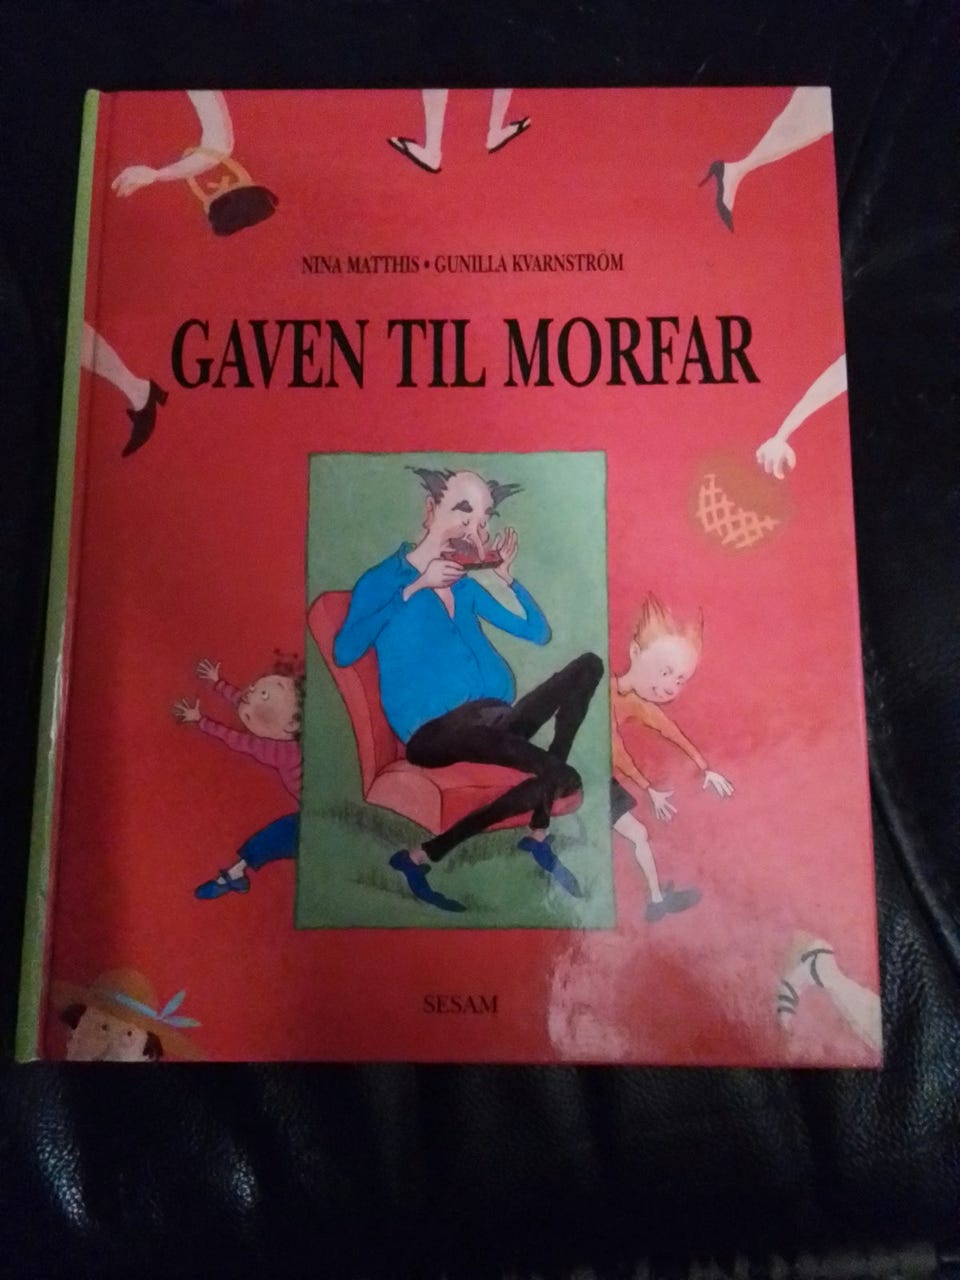 NINA MATTHIS • GUNILLA KVARNSTRÖM
GAVEN TIL MORFAR
SESAM